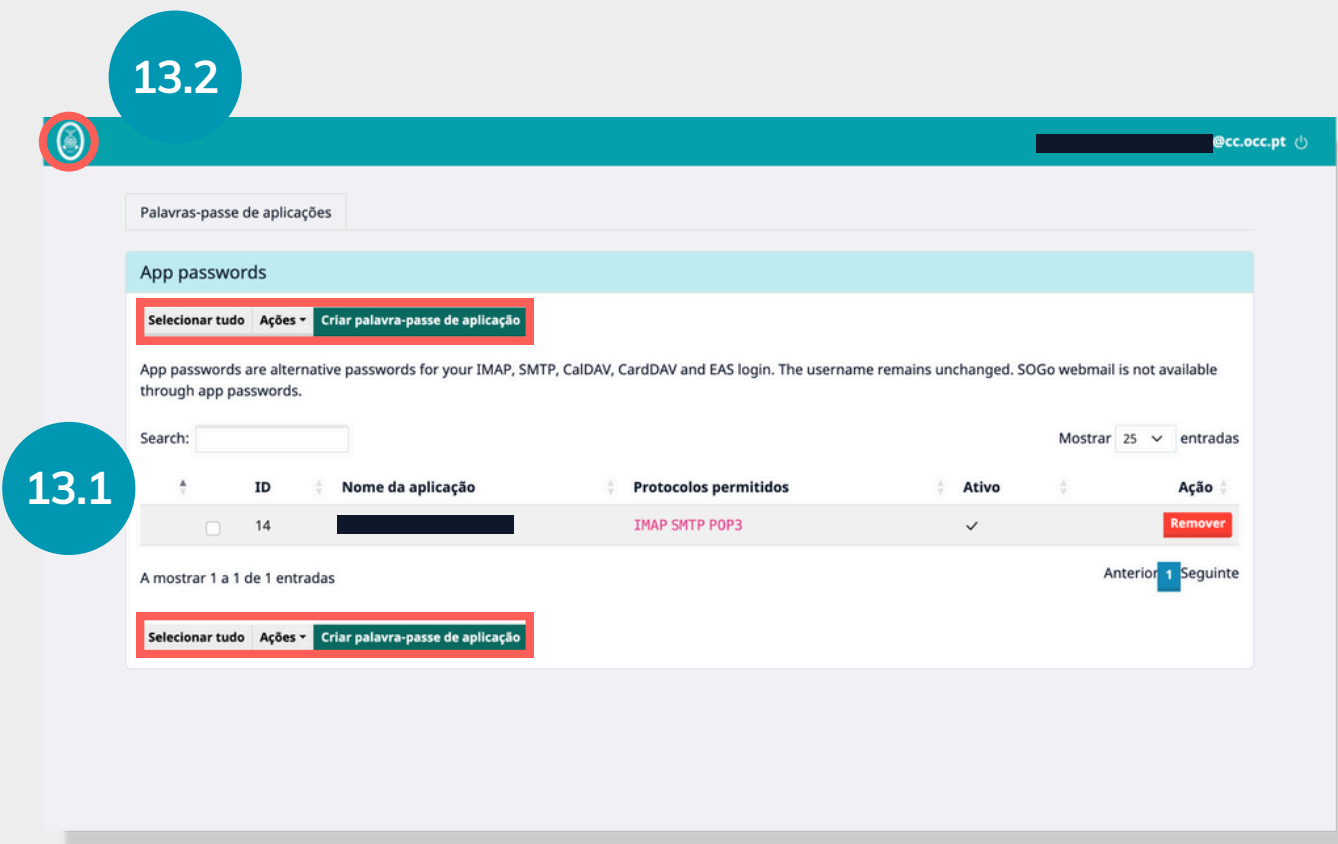 13.2
@cc.occ.pt
Palavras-passe de aplicações
App passwords
Selecionar tudo Ações Criar palavra-passe de aplicação
App passwords are alternative passwords for your IMAP, SMTP, CalDAV, CardDAV and EAS login. The username remains unchanged. SOGo webmail is not available
through app passwords.
Search: Mostrar 25 entradas
13.1
ID Nome da aplicação Protocolos permitidos Ativo Ação
14 IMAP SMTP POP3 Remover
A mostrar 1 a 1 de 1 entradas Anterior 1 Seguinte
Selecionar tudo Ações Criar palavra-passe de aplicação